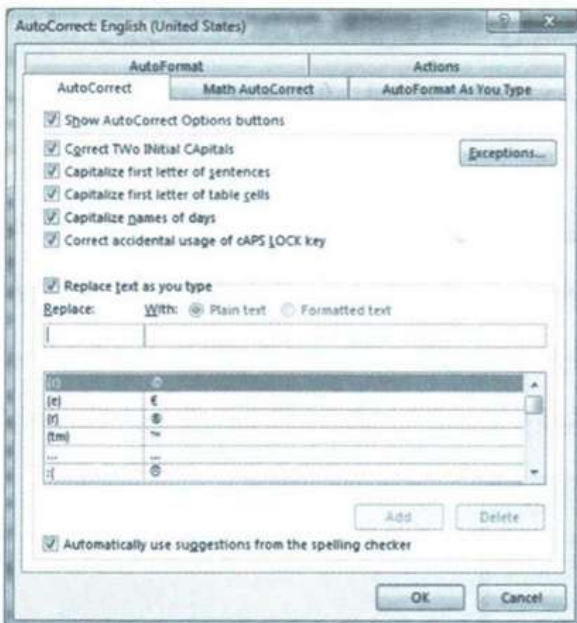 AutoCorrect: English (United States)
AutoFormat Actions
AutoCorrect Math AutoCorrect AutoFormat As You Type
Show AutoCorrect Options buttons
Correct TWo INitial CApitals
Exceptions...
Capitalize first letter of sentences
Capitalize first letter of table cells
Capitalize names of days
Correct accidental usage of cAPS LOCK key
Replace text as you type
Replace: With: Plain text Formatted text
(c) ©
(e) €
(r) ®
(tm) ™
... ...
:(
Add Delete
Automatically use suggestions from the spelling checker
OK Cancel